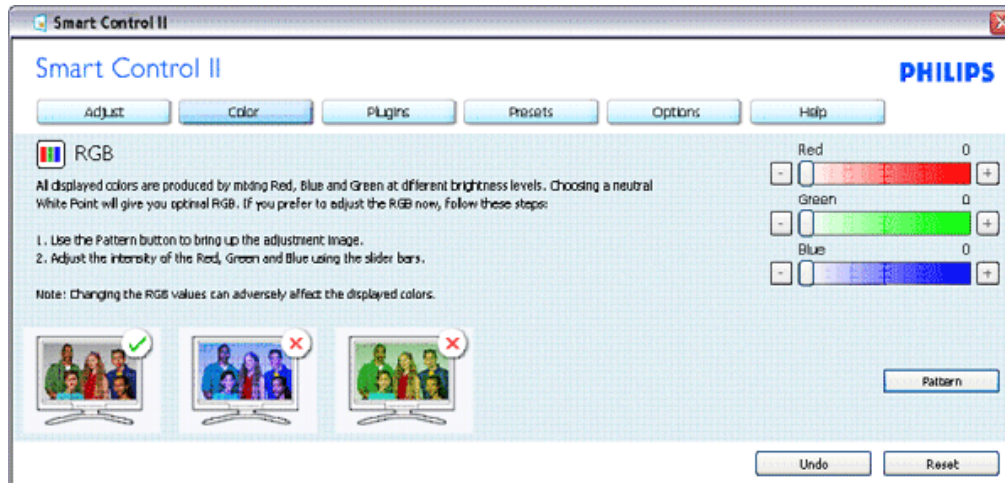 Smart Control II
Smart Control II
PHILIPS
Adjust Color Plugins Presets Options Help
RGB
All displayed colors are produced by mixing Red, Blue and Green at different brightness levels. Choosing a neutral
White Point will give you optimal RGB. If you prefer to adjust the RGB now, follow these steps:
1. Use the Pattern button to bring up the adjustment image.
2. Adjust the intensity of the Red, Green and Blue using the slider bars.
Note: Changing the RGB values can adversely affect the displayed colors.
Red 0
- +
Green 0
- +
Blue 0
- +
Pattern
Undo Reset